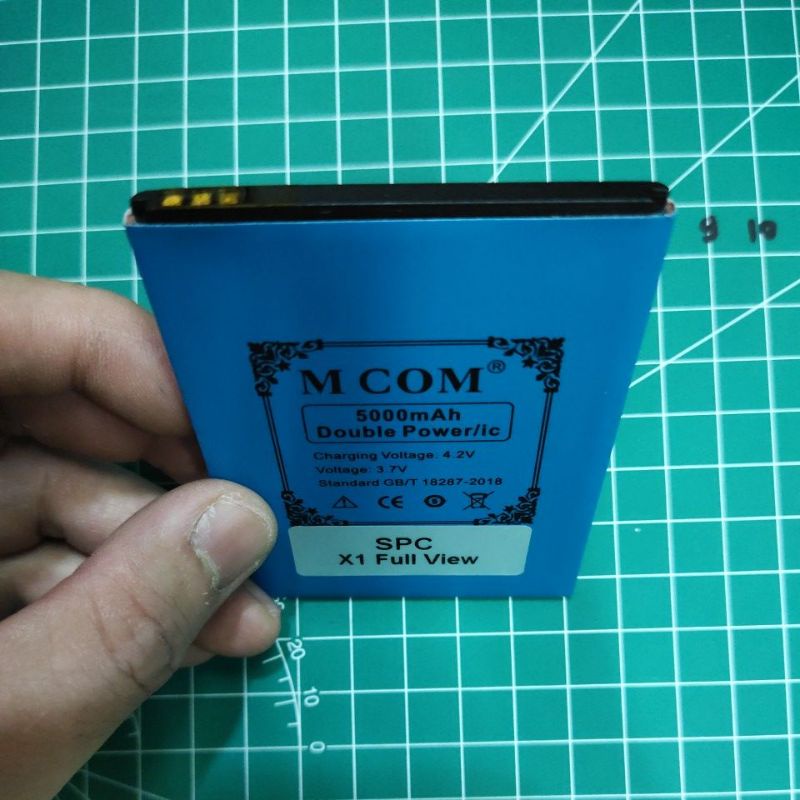 9 10
M COM®
5000mAh
Double Power/ic
Charging Voltage: 4.2V
Voltage: 3.7V
Standard GB/T 18287-2018
CE
SPC
X1 Full View
20
10
0